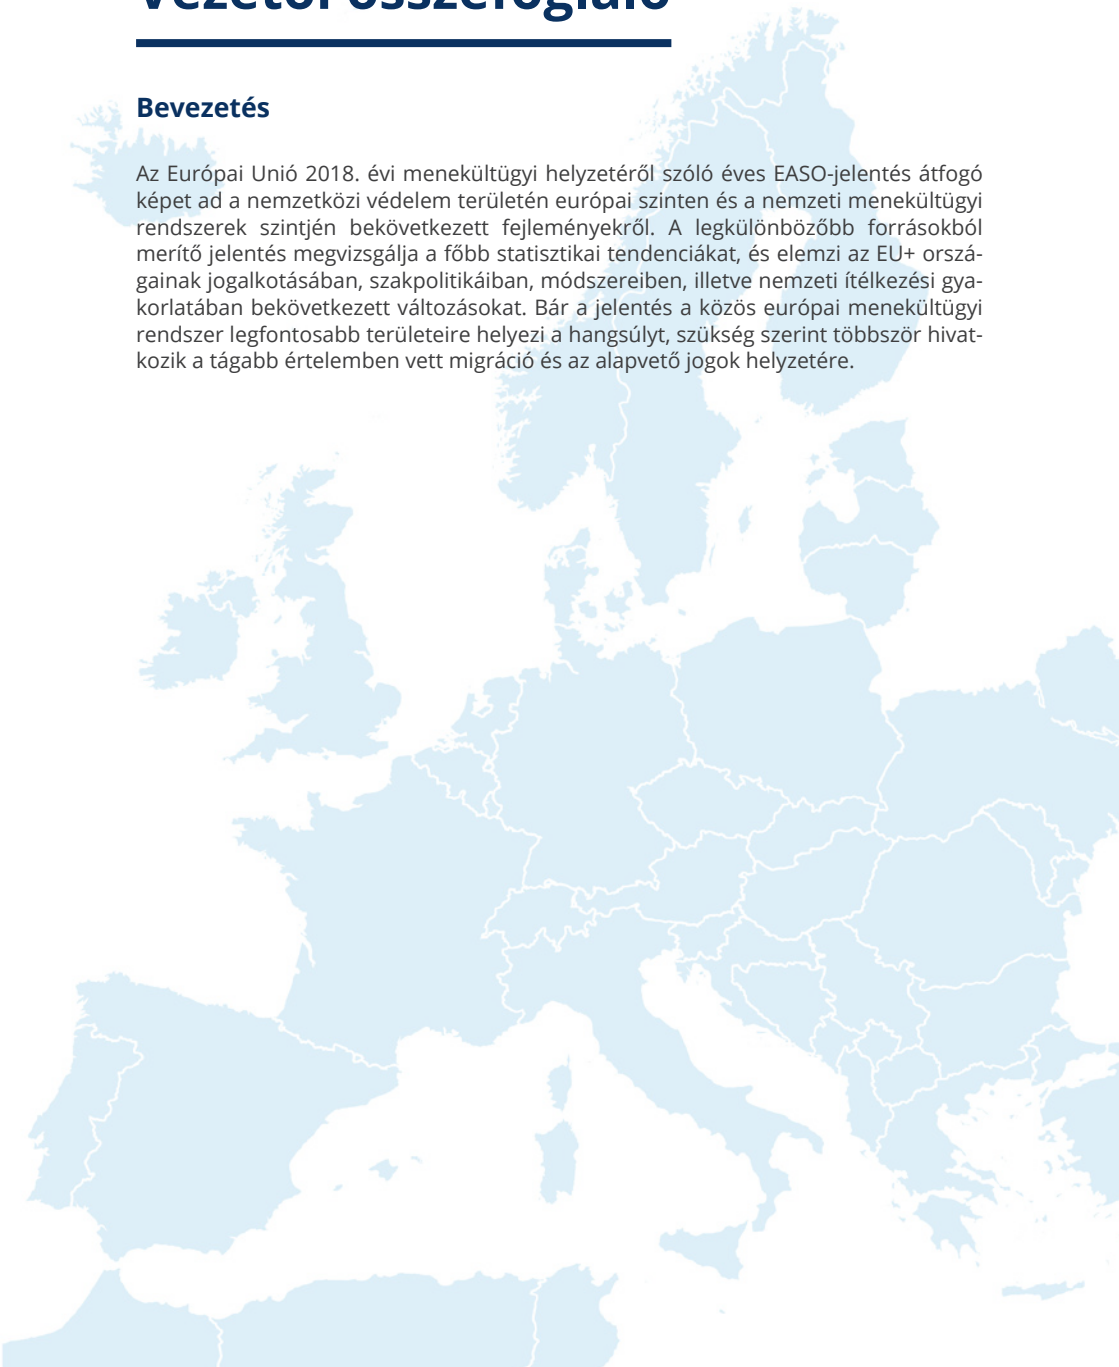 Vezetői összefoglaló
Bevezetés
Az Európai Unió 2018. évi menekültügyi helyzetéről szóló éves EASO-jelentés átfogó
képet ad a nemzetközi védelem területén európai szinten és a nemzeti menekültügyi
rendszerek szintjén bekövetkezett fejleményekről. A legkülönbözőbb forrásokból
merítő jelentés megvizsgálja a főbb statisztikai tendenciákat, és elemzi az EU+ orszá-
gainak jogalkotásában, szakpolitikáiban, módszereiben, illetve nemzeti ítélkezési gya-
korlatában bekövetkezett változásokat. Bár a jelentés a közös európai menekültügyi
rendszer legfontosabb területeire helyezi a hangsúlyt, szükség szerint többször hivat-
kozik a tágabb értelemben vett migráció és az alapvető jogok helyzetére.